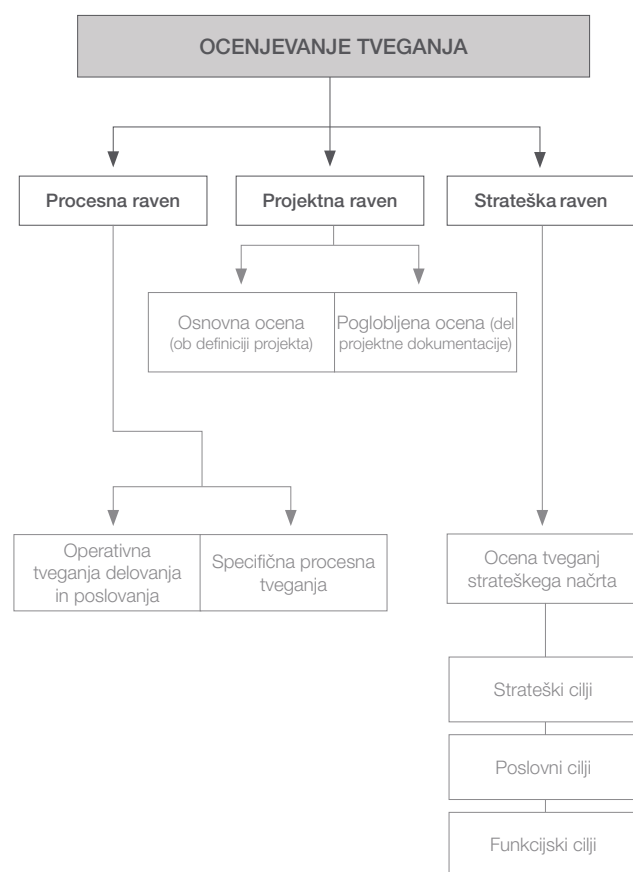 OCENJEVANJE TVEGANJA
Procesna raven
Projektna raven
Strateška raven
Osnovna ocena
(ob definiciji projekta)
Poglobljena ocena (del
projektne dokumentacije)
Operativna
tveganja delovanja
in poslovanja
Specifična procesna
tveganja
Ocena tveganj
strateškega načrta
Strateški cilji
Poslovni cilji
Funkcijski cilji